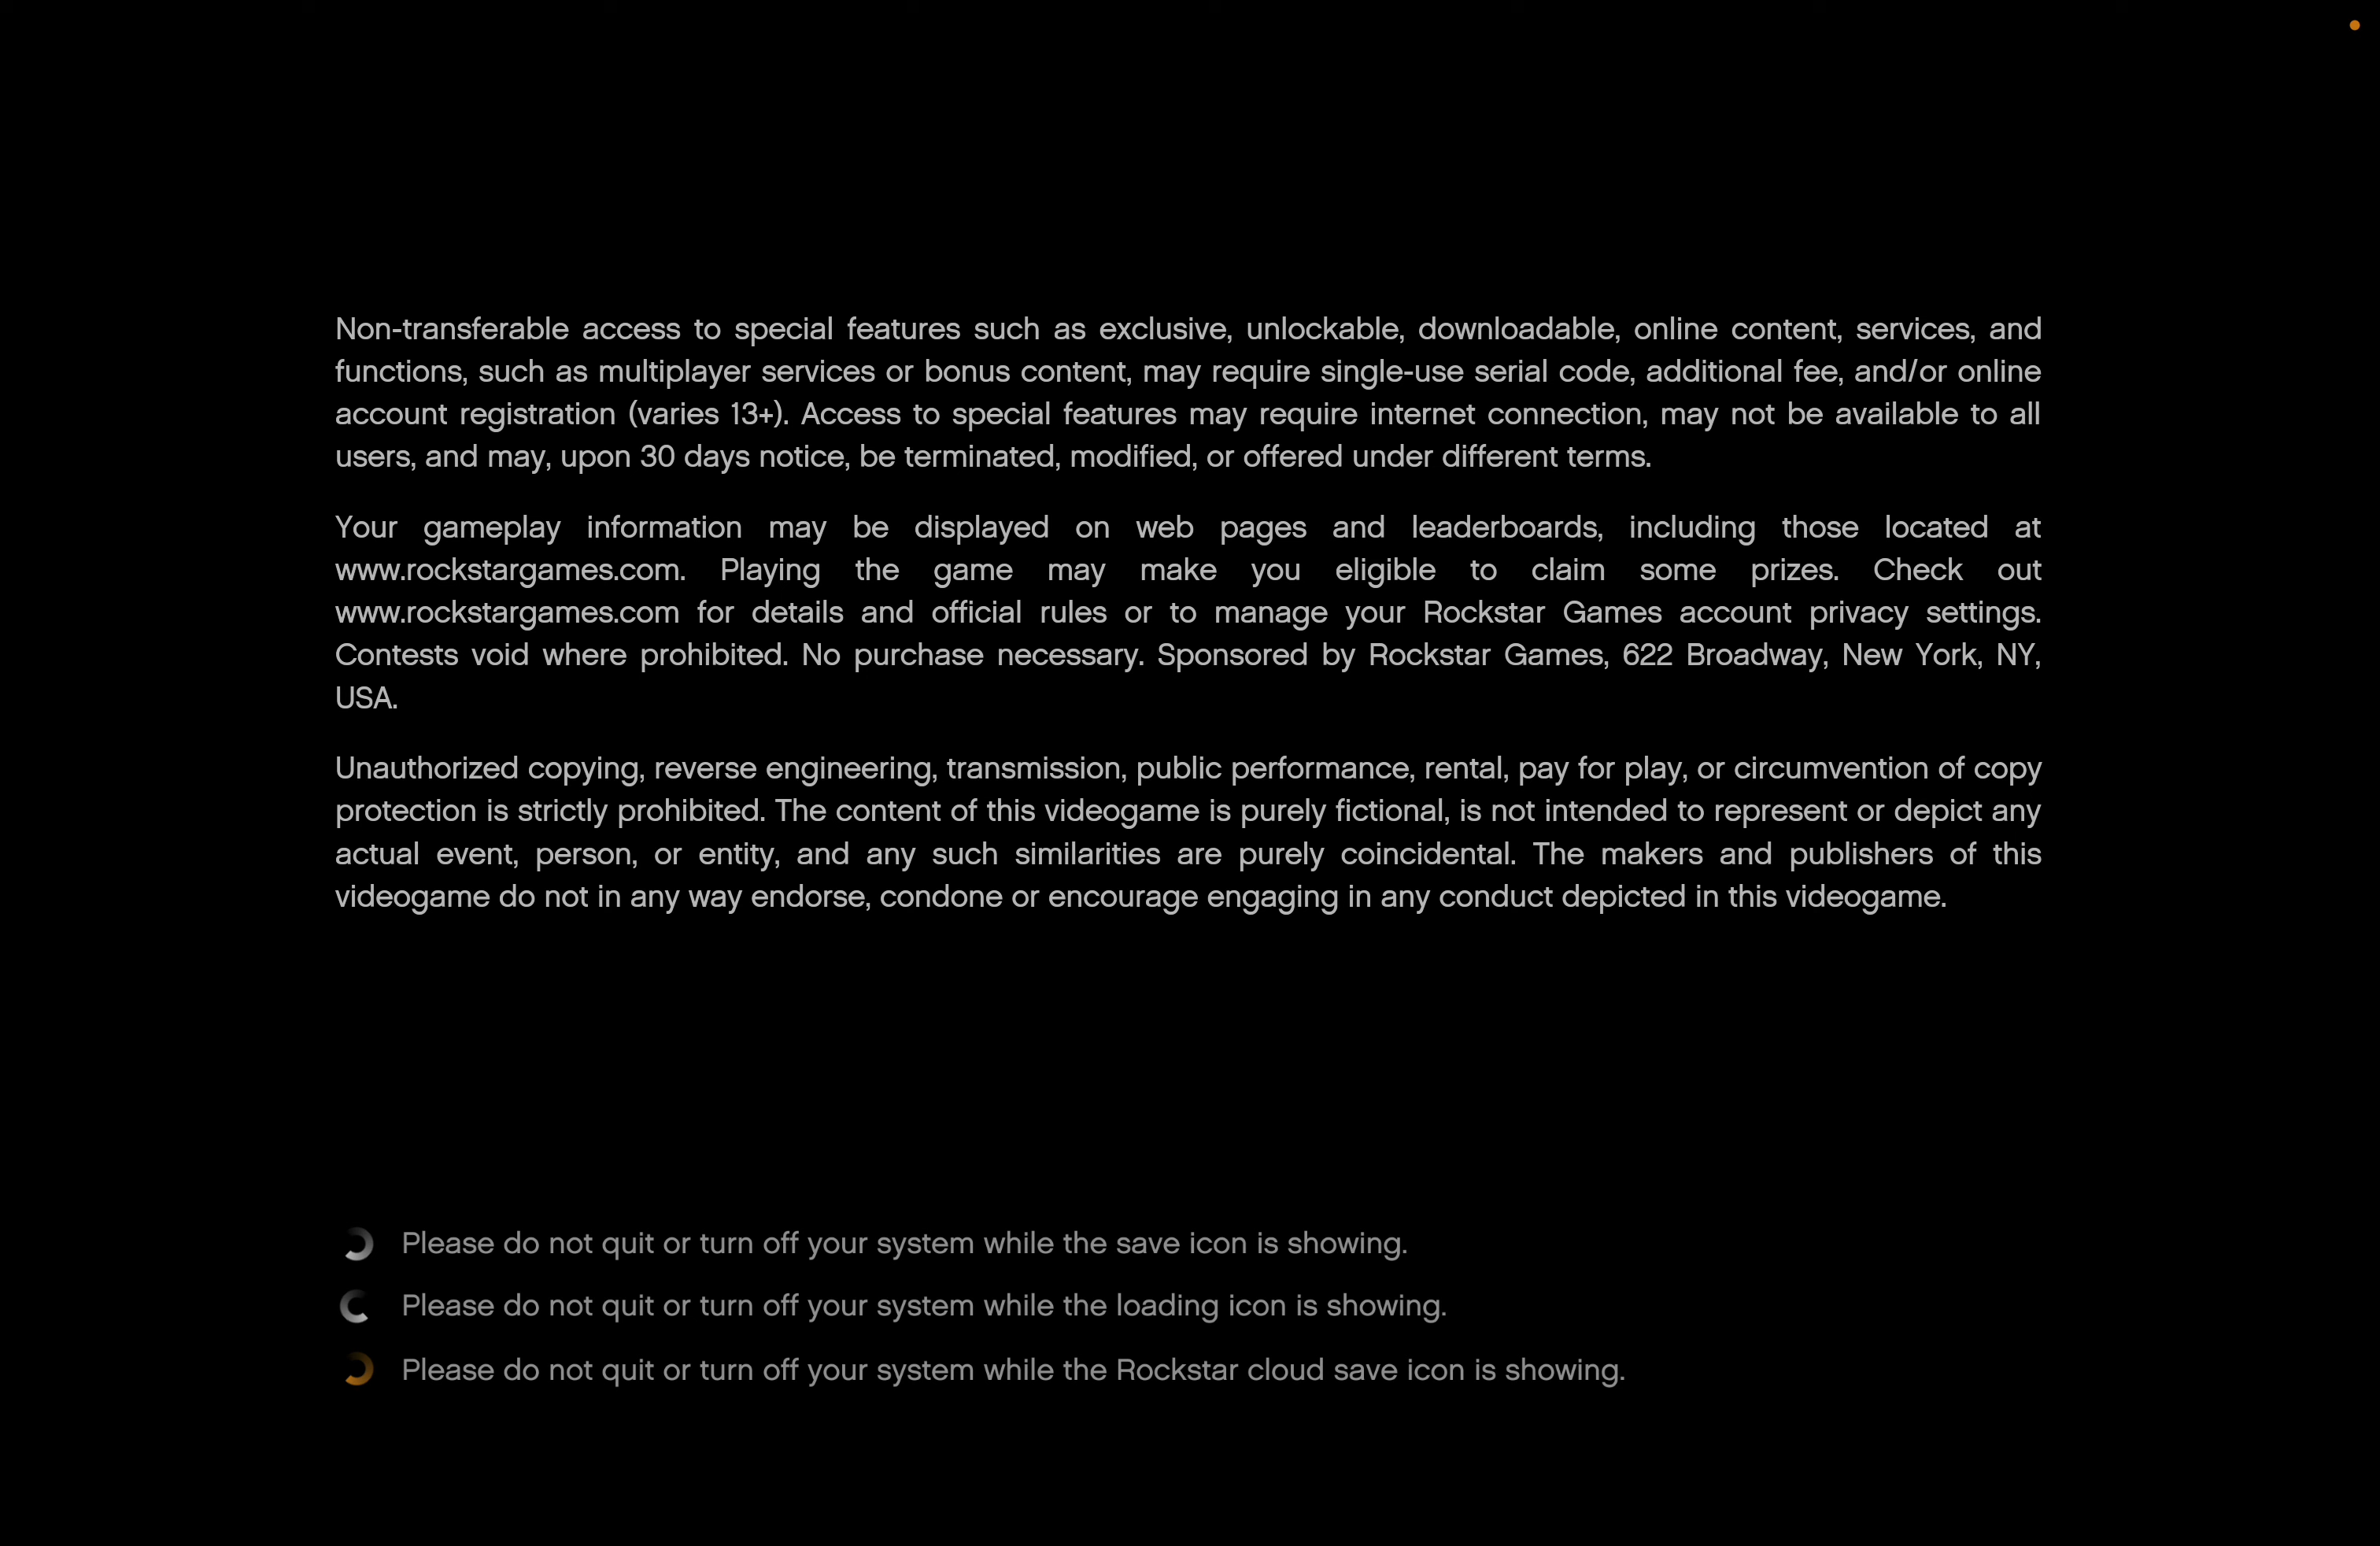 Non-transferable access to special features such as exclusive, unlockable, downloadable, online content, services, and
functions, such as multiplayer services or bonus content, may require single-use serial code, additional fee, and/or online
account registration (varies 13+). Access to special features may require internet connection, may not be available to all
users, and may, upon 30 days notice, be terminated, modified, or offered under different terms.
Your gameplay information may be displayed on web pages and leaderboards, including those located at
www.rockstargames.com. Playing the game may make you eligible to claim some prizes. Check out
www.rockstargames.com for details and official rules or to manage your Rockstar Games account privacy settings.
Contests void where prohibited. No purchase necessary. Sponsored by Rockstar Games, 622 Broadway, New York, NY,
USA.
Unauthorized copying, reverse engineering, transmission, public performance, rental, pay for play, or circumvention of copy
protection is strictly prohibited. The content of this videogame is purely fictional, is not intended to represent or depict any
actual event, person, or entity, and any such similarities are purely coincidental. The makers and publishers of this
videogame do not in any way endorse, condone or encourage engaging in any conduct depicted in this videogame.
Please do not quit or turn off your system while the save icon is showing.
Please do not quit or turn off your system while the loading icon is showing.
Please do not quit or turn off your system while the Rockstar cloud save icon is showing.